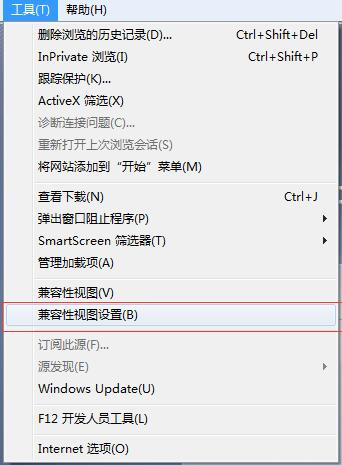 工具(T) 帮助(H)
删除浏览的历史记录(D)... Ctrl+Shift+Del
InPrivate 浏览(I) Ctrl+Shift+P
跟踪保护(K)...
ActiveX 筛选(X)
诊断连接问题(C)...
重新打开上次浏览会话(S)
将网站添加到“开始”菜单(M)
查看下载(N) Ctrl+J
弹出窗口阻止程序(P)
SmartScreen 筛选器(T)
管理加载项(A)
兼容性视图(V)
兼容性视图设置(B)
订阅此源(F)...
源发现(E)
Windows Update(U)
F12 开发人员工具(L)
Internet 选项(O)